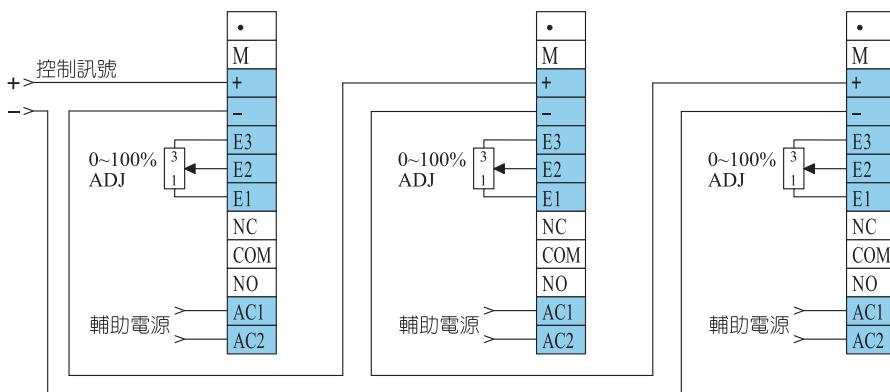 •
M
+
−
E3
E2
E1
NC
COM
NO
AC1
AC2
+
控制訊號
−
0~100%
ADJ
3
1
輔助電源
•
M
+
−
E3
E2
E1
NC
COM
NO
AC1
AC2
0~100%
ADJ
3
1
輔助電源
•
M
+
−
E3
E2
E1
NC
COM
NO
AC1
AC2
0~100%
ADJ
3
1
輔助電源